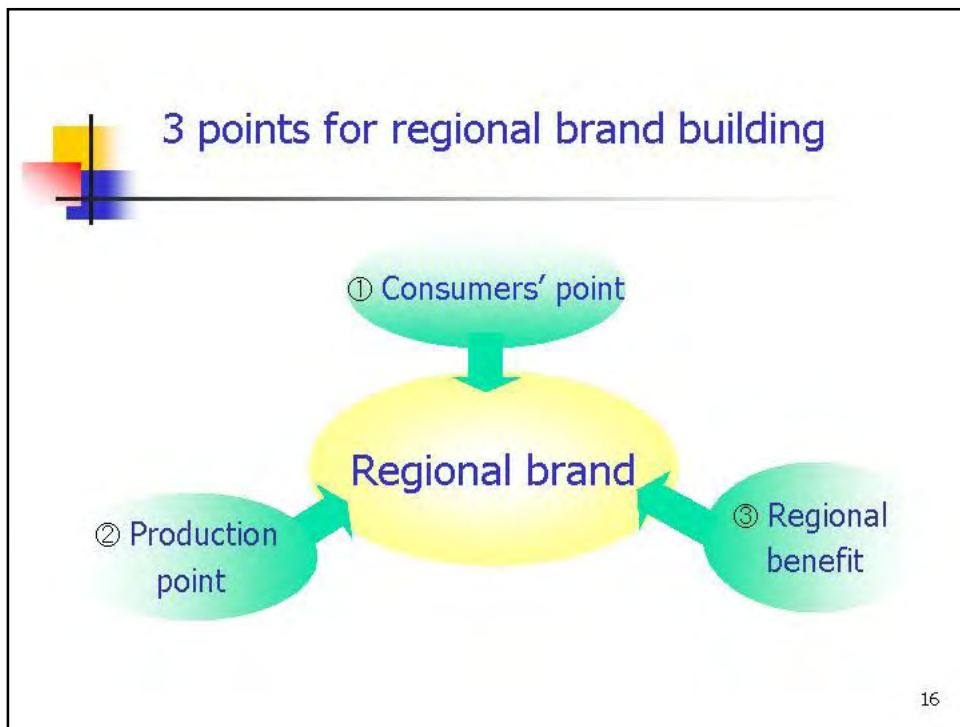 3 points for regional brand building
① Consumers’ point
Regional brand
② Production
point
③ Regional
benefit
16